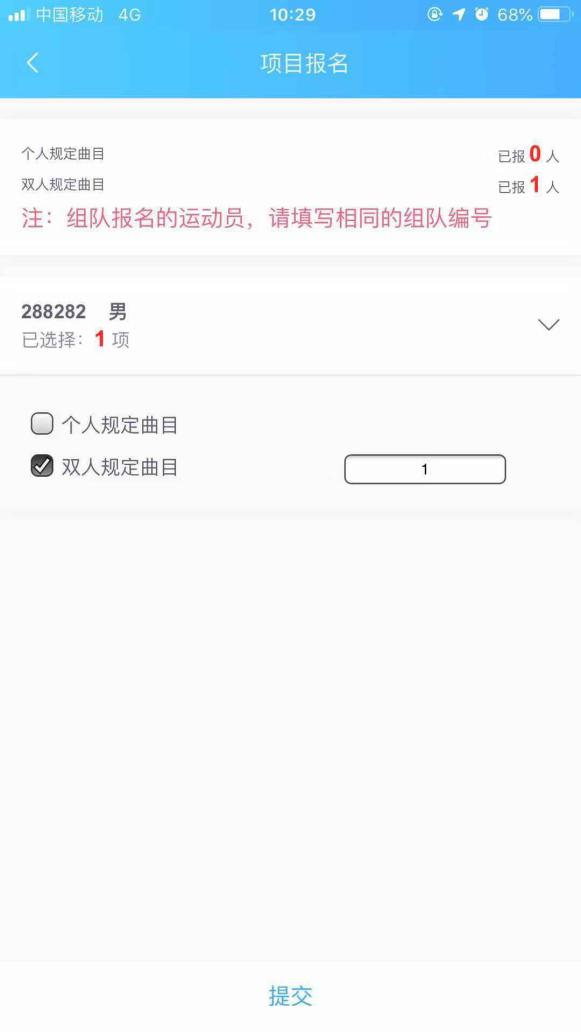 中国移动 4G 10:29 68%
项目报名
个人规定曲目 已报 0 人
双人规定曲目 已报 1 人
注：组队报名的运动员，请填写相同的组队编号
288282 男
已选择：1 项
个人规定曲目
双人规定曲目 1
提交